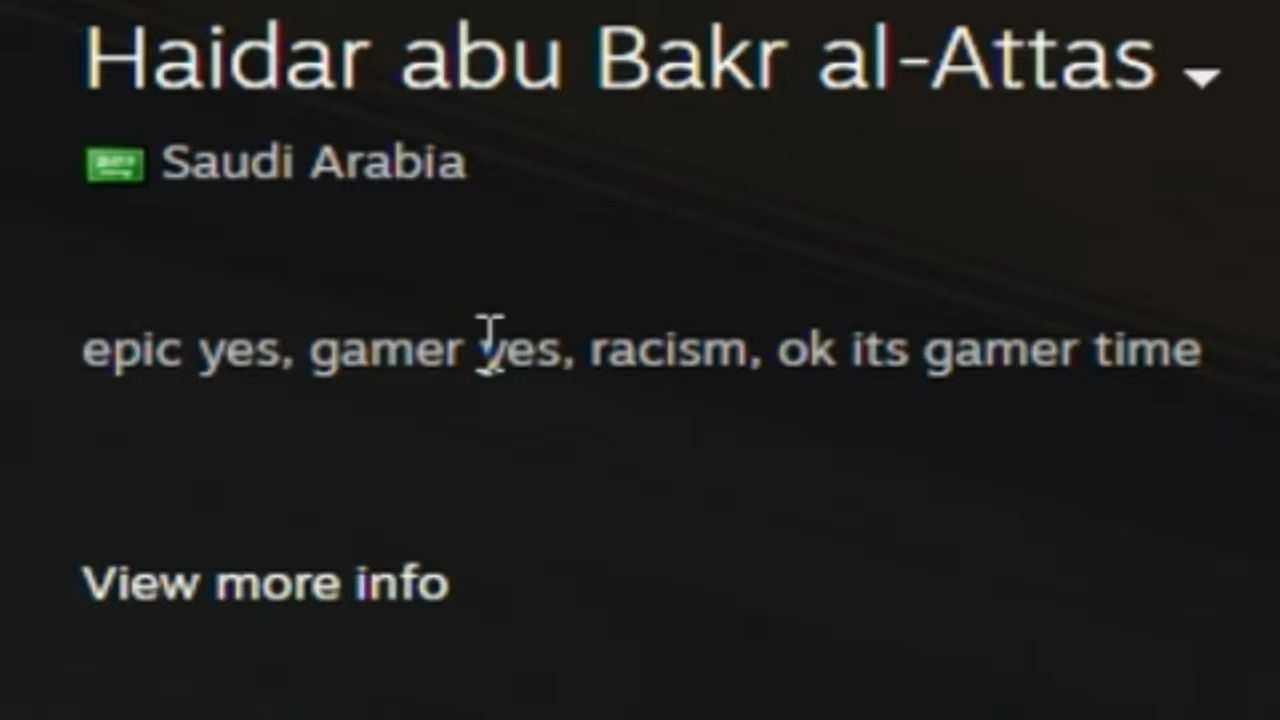 Haidar abu Bakr al-Attas
Saudi Arabia
epic yes, gamer yes, racism, ok its gamer time
View more info